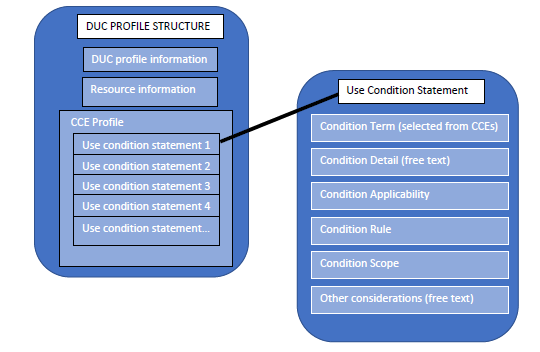 DUC PROFILE STRUCTURE
DUC profile information
Resource information
CCE Profile
Use condition statement 1
Use condition statement 2
Use condition statement 3
Use condition statement 4
Use condition statement...
Use Condition Statement
Condition Term (selected from CCEs)
Condition Detail (free text)
Condition Applicability
Condition Rule
Condition Scope
Other considerations (free text)